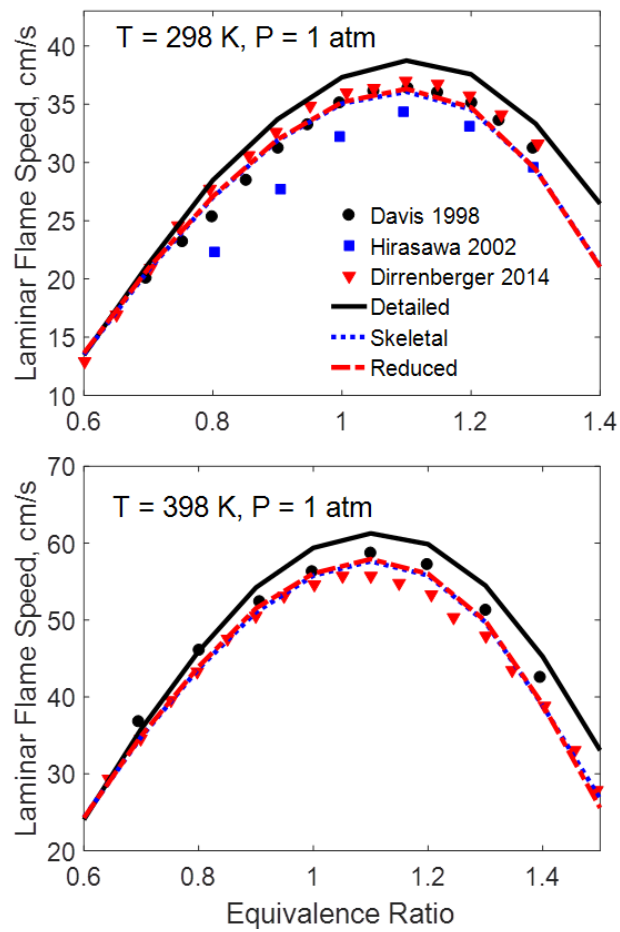 T = 298 K, P = 1 atm
Laminar Flame Speed, cm/s
40
35
30
25
20
15
10
Davis 1998
Hirasawa 2002
Dirrenberger 2014
Detailed
Skeletal
Reduced
0.6 0.8 1 1.2 1.4
T = 398 K, P = 1 atm
Laminar Flame Speed, cm/s
70
60
50
40
30
20
0.6 0.8 1 1.2 1.4
Equivalence Ratio